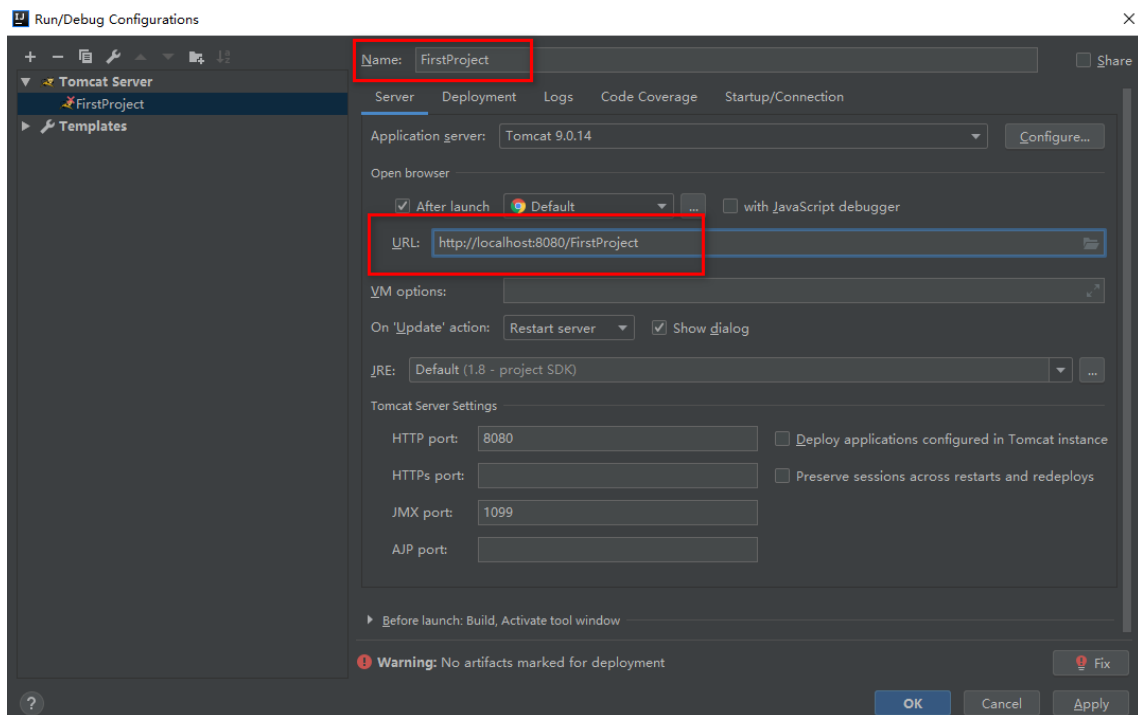 Run/Debug Configurations
Tomcat Server
FirstProject
Templates
Name: FirstProject
Share
Server Deployment Logs Code Coverage Startup/Connection
Application server: Tomcat 9.0.14 Configure...
Open browser
After launch Default ... with JavaScript debugger
URL: http://localhost:8080/FirstProject
VM options:
On 'Update' action: Restart server Show dialog
JRE: Default (1.8 - project SDK) ...
Tomcat Server Settings
HTTP port: 8080 Deploy applications configured in Tomcat instance
HTTPs port: Preserve sessions across restarts and redeploys
JMX port: 1099
AJP port:
Before launch: Build, Activate tool window
Warning: No artifacts marked for deployment Fix
? OK Cancel Apply